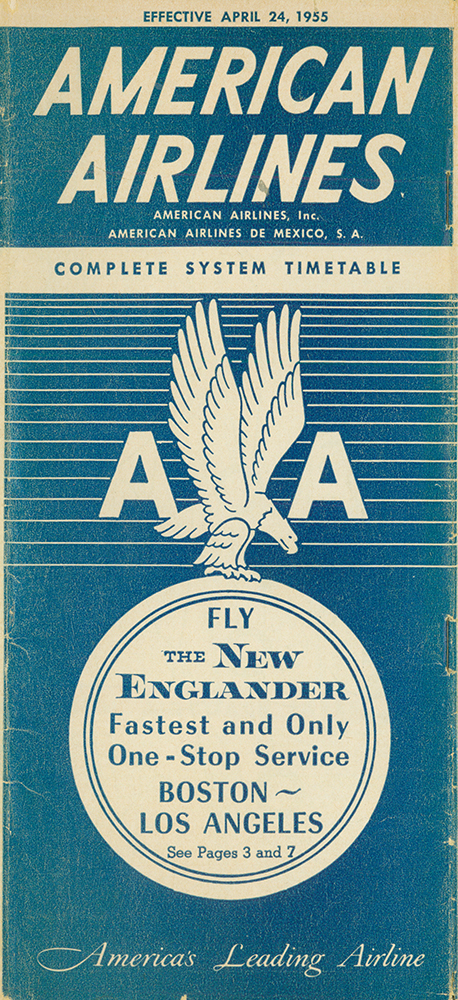 EFFECTIVE APRIL 24, 1955
AMERICAN
AIRLINES
AMERICAN AIRLINES, Inc.
AMERICAN AIRLINES DE MEXICO, S. A.
COMPLETE SYSTEM TIMETABLE
A A
FLY
THE NEW
ENGLANDER
Fastest and Only
One-Stop Service
BOSTON ~
LOS ANGELES
See Pages 3 and 7
America's Leading Airline